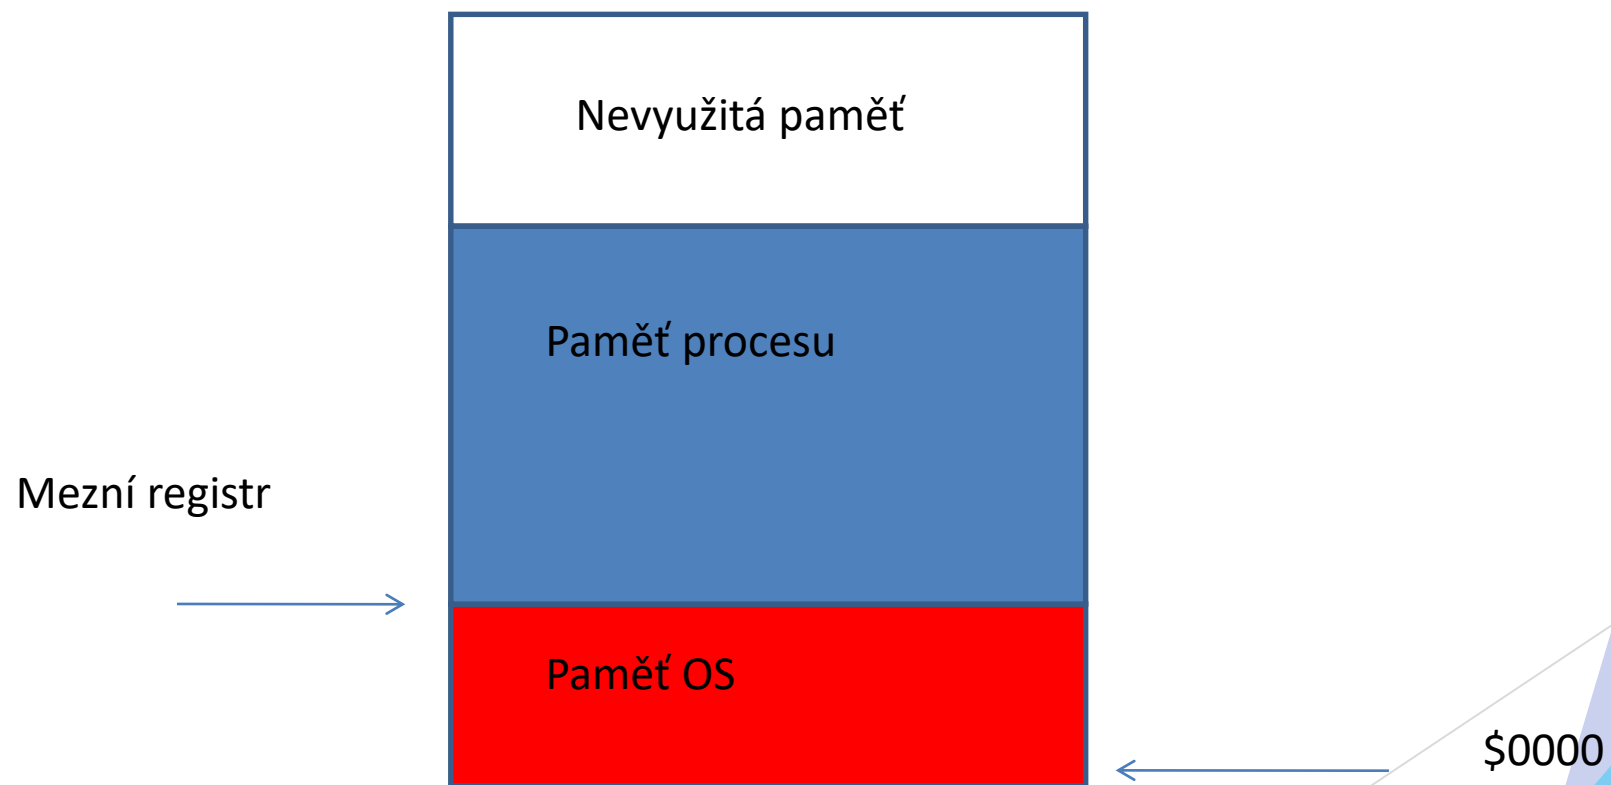 Nevyužitá paměť
Paměť procesu
Mezní registr
Paměť OS
$0000